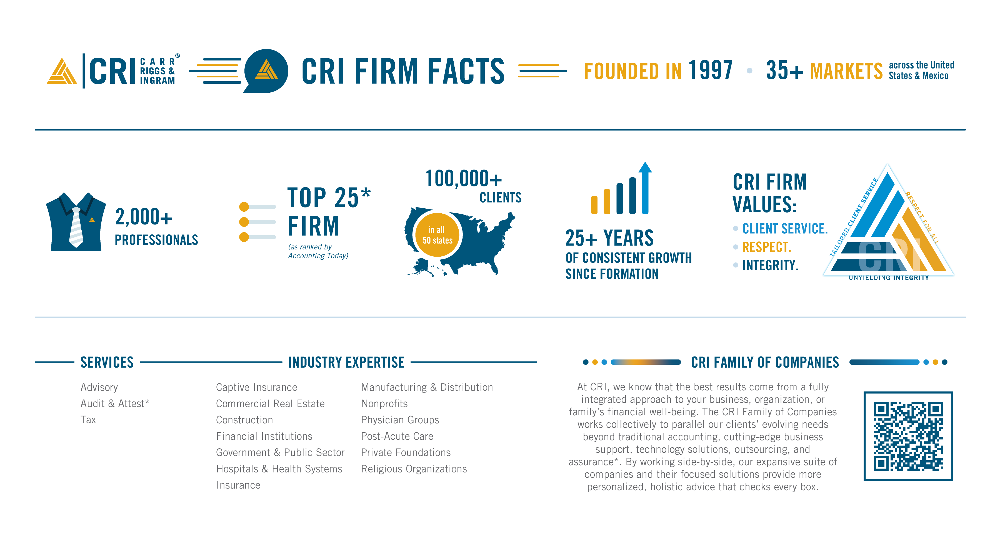 CRI CARR RIGGS & INGRAM®
CRI FIRM FACTS
FOUNDED IN 1997 • 35+ MARKETS across the United States & Mexico
2,000+
PROFESSIONALS
TOP 25*
FIRM
(as ranked by
Accounting Today)
100,000+
CLIENTS
in all
50 states
25+ YEARS
OF CONSISTENT GROWTH
SINCE FORMATION
CRI FIRM
VALUES:
• CLIENT SERVICE.
• RESPECT.
• INTEGRITY.
TAILORED CLIENT SERVICE
RESPECT FOR ALL
CRI
UNYIELDING INTEGRITY
SERVICES
Advisory
Audit & Attest*
Tax
INDUSTRY EXPERTISE
Captive Insurance
Commercial Real Estate
Construction
Financial Institutions
Government & Public Sector
Hospitals & Health Systems
Insurance
Manufacturing & Distribution
Nonprofits
Physician Groups
Post-Acute Care
Private Foundations
Religious Organizations
CRI FAMILY OF COMPANIES
At CRI, we know that the best results come from a fully
integrated approach to your business, organization, or
family’s financial well-being. The CRI Family of Companies
works collectively to parallel our clients’ evolving needs
beyond traditional accounting, cutting-edge business
support, technology solutions, outsourcing, and
assurance*. By working side-by-side, our expansive suite of
companies and their focused solutions provide more
personalized, holistic advice that checks every box.